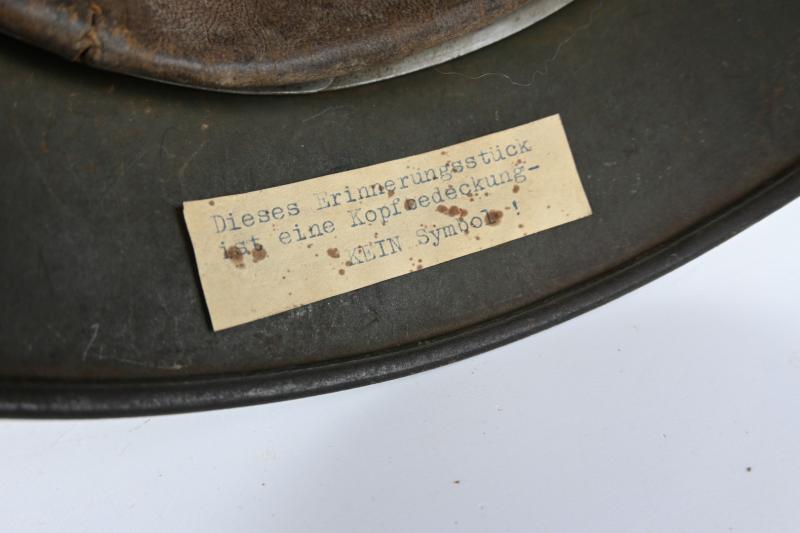 Dieses Erinnerungsstück
ist eine Kopfbedeckung-
KEIN Symbol !